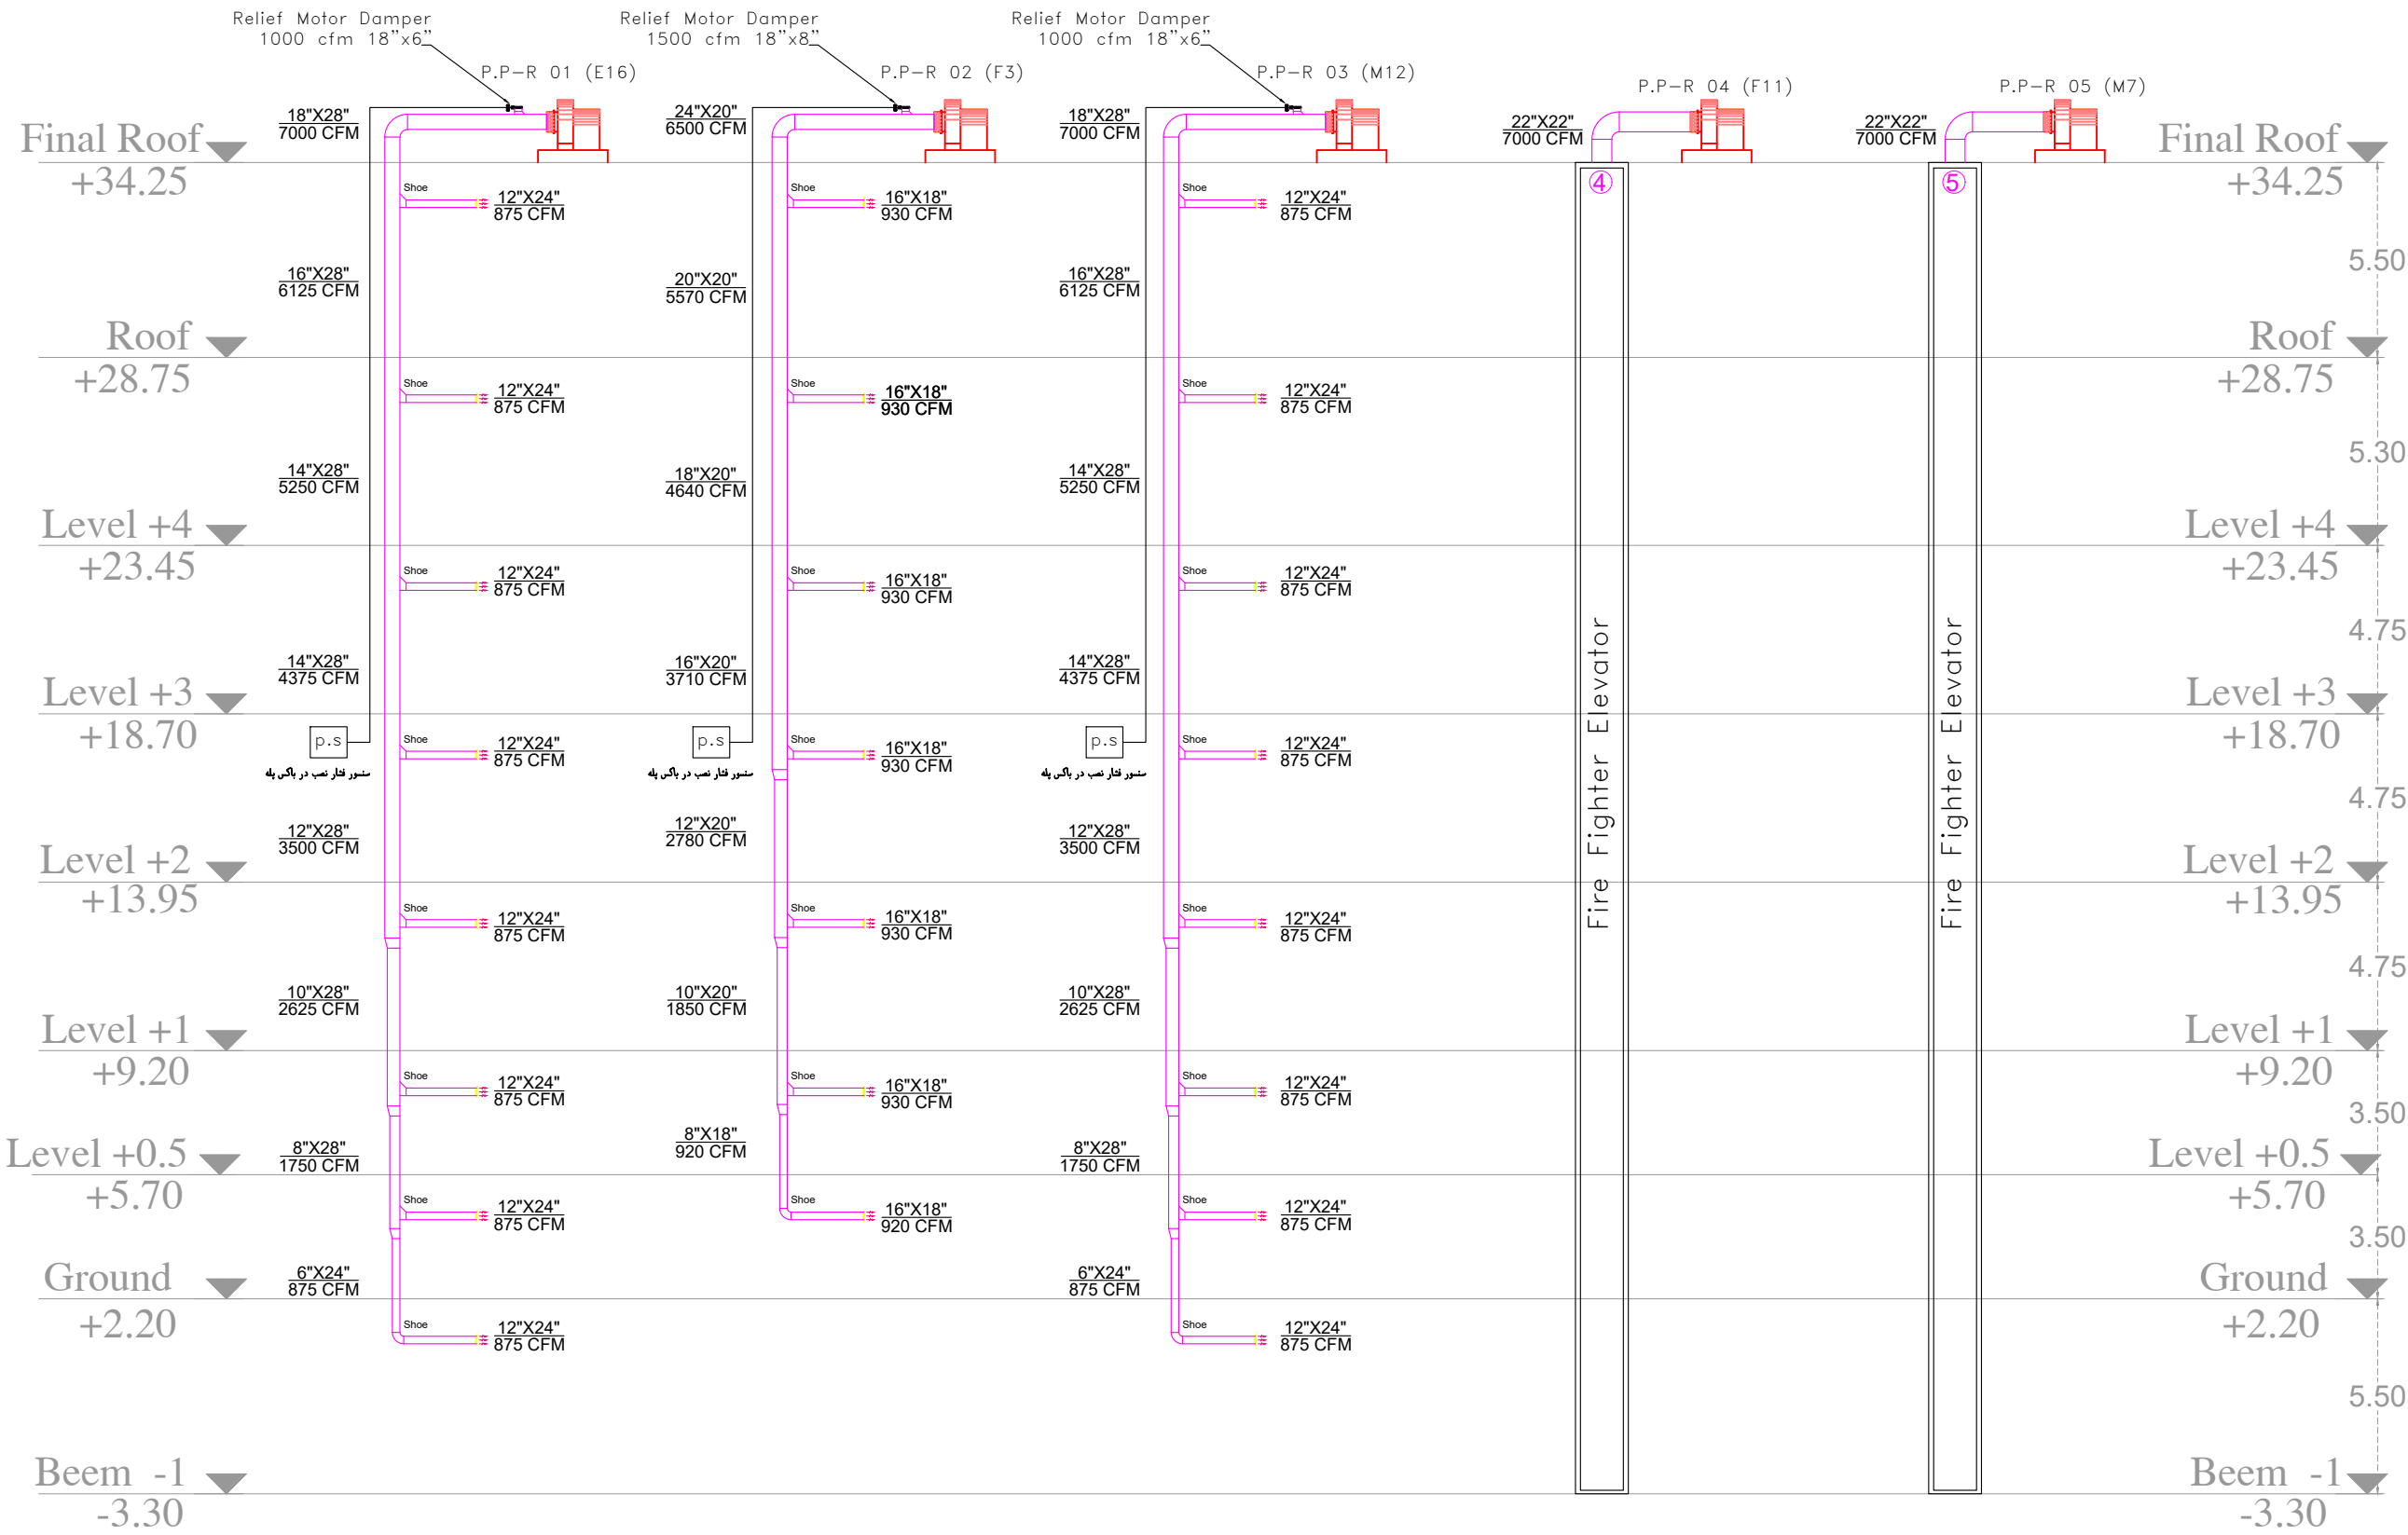 Relief Motor Damper
1000 cfm 18"x6"
Relief Motor Damper
1500 cfm 18"x8"
Relief Motor Damper
1000 cfm 18"x6"
P.P-R 01 (E16)
P.P-R 02 (F3)
P.P-R 03 (M12)
P.P-R 04 (F11)
P.P-R 05 (M7)
18"X28"
7000 CFM
24"X20"
6500 CFM
18"X28"
7000 CFM
22"X22"
7000 CFM
22"X22"
7000 CFM
Final Roof
+34.25
Final Roof
+34.25
4
5
Shoe
12"X24"
875 CFM
Shoe
16"X18"
930 CFM
Shoe
12"X24"
875 CFM
16"X28"
6125 CFM
20"X20"
5570 CFM
16"X28"
6125 CFM
5.50
Roof
+28.75
Roof
+28.75
Shoe
12"X24"
875 CFM
Shoe
16"X18"
930 CFM
Shoe
12"X24"
875 CFM
14"X28"
5250 CFM
18"X20"
4640 CFM
14"X28"
5250 CFM
5.30
Level +4
+23.45
Level +4
+23.45
Shoe
12"X24"
875 CFM
Shoe
16"X18"
930 CFM
Shoe
12"X24"
875 CFM
14"X28"
4375 CFM
16"X20"
3710 CFM
14"X28"
4375 CFM
Fire Fighter Elevator
Fire Fighter Elevator
4.75
Level +3
+18.70
Level +3
+18.70
p.s
سنسور فشار نصب در باکس پله
p.s
سنسور فشار نصب در باکس پله
p.s
سنسور فشار نصب در باکس پله
Shoe
12"X24"
875 CFM
Shoe
16"X18"
930 CFM
Shoe
12"X24"
875 CFM
12"X28"
3500 CFM
12"X20"
2780 CFM
12"X28"
3500 CFM
4.75
Level +2
+13.95
Level +2
+13.95
Shoe
12"X24"
875 CFM
Shoe
16"X18"
930 CFM
Shoe
12"X24"
875 CFM
10"X28"
2625 CFM
10"X20"
1850 CFM
10"X28"
2625 CFM
4.75
Level +1
+9.20
Level +1
+9.20
Shoe
12"X24"
875 CFM
Shoe
16"X18"
930 CFM
Shoe
12"X24"
875 CFM
8"X28"
1750 CFM
8"X18"
920 CFM
8"X28"
1750 CFM
3.50
Level +0.5
+5.70
Level +0.5
+5.70
Shoe
12"X24"
875 CFM
Shoe
16"X18"
920 CFM
Shoe
12"X24"
875 CFM
6"X24"
875 CFM
6"X24"
875 CFM
3.50
Ground
+2.20
Ground
+2.20
Shoe
12"X24"
875 CFM
Shoe
12"X24"
875 CFM
5.50
Beem -1
-3.30
Beem -1
-3.30